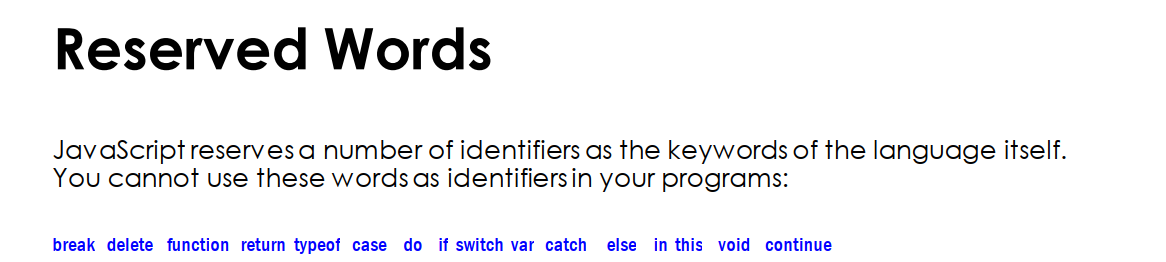 Reserved Words
JavaScript reserves a number of identifiers as the keywords of the language itself.
You cannot use these words as identifiers in your programs:
break delete function return typeof case do if switch var catch else in this void continue